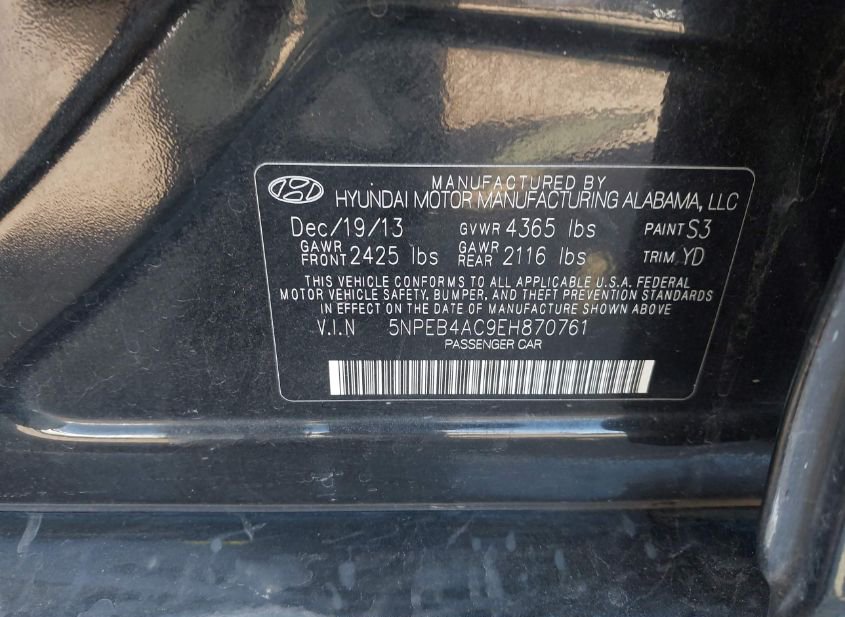 MANUFACTURED BY
HYUNDAI MOTOR MANUFACTURING ALABAMA, LLC
Dec/19/13 GVWR 4365 lbs PAINT S3
GAWR FRONT 2425 lbs GAWR REAR 2116 lbs TRIM YD
THIS VEHICLE CONFORMS TO ALL APPLICABLE U.S.A. FEDERAL
MOTOR VEHICLE SAFETY, BUMPER, AND THEFT PREVENTION STANDARDS
IN EFFECT ON THE DATE OF MANUFACTURE SHOWN ABOVE
V.I.N 5NPEB4AC9EH870761
PASSENGER CAR